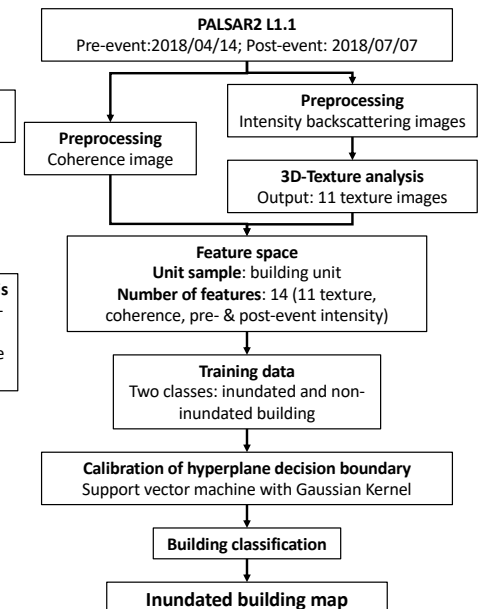 PALSAR2 L1.1
Pre-event:2018/04/14; Post-event: 2018/07/07
Preprocessing
Coherence image
Preprocessing
Intensity backscattering images
3D-Texture analysis
Output: 11 texture images
Feature space
Unit sample: building unit
Number of features: 14 (11 texture,
coherence, pre- & post-event intensity)
s
-
e
Training data
Two classes: inundated and non-
inundated building
Calibration of hyperplane decision boundary
Support vector machine with Gaussian Kernel
Building classification
Inundated building map